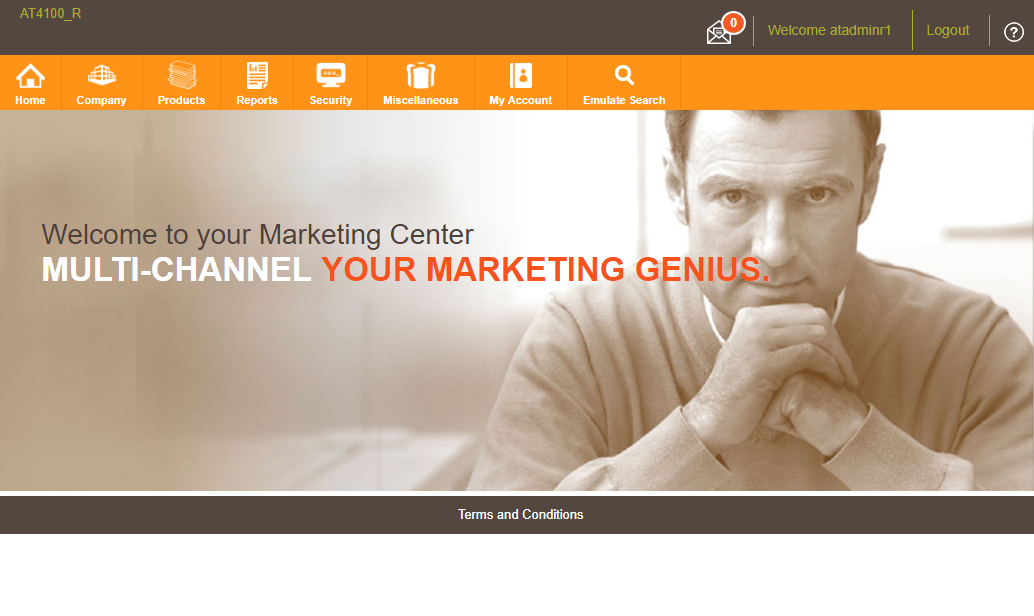 AT4100_R
0
Welcome atadminr1
Logout
?
Home
Company
Products
Reports
Security
Miscellaneous
My Account
Emulate Search
Welcome to your Marketing Center
MULTI-CHANNEL YOUR MARKETING GENIUS.
Terms and Conditions